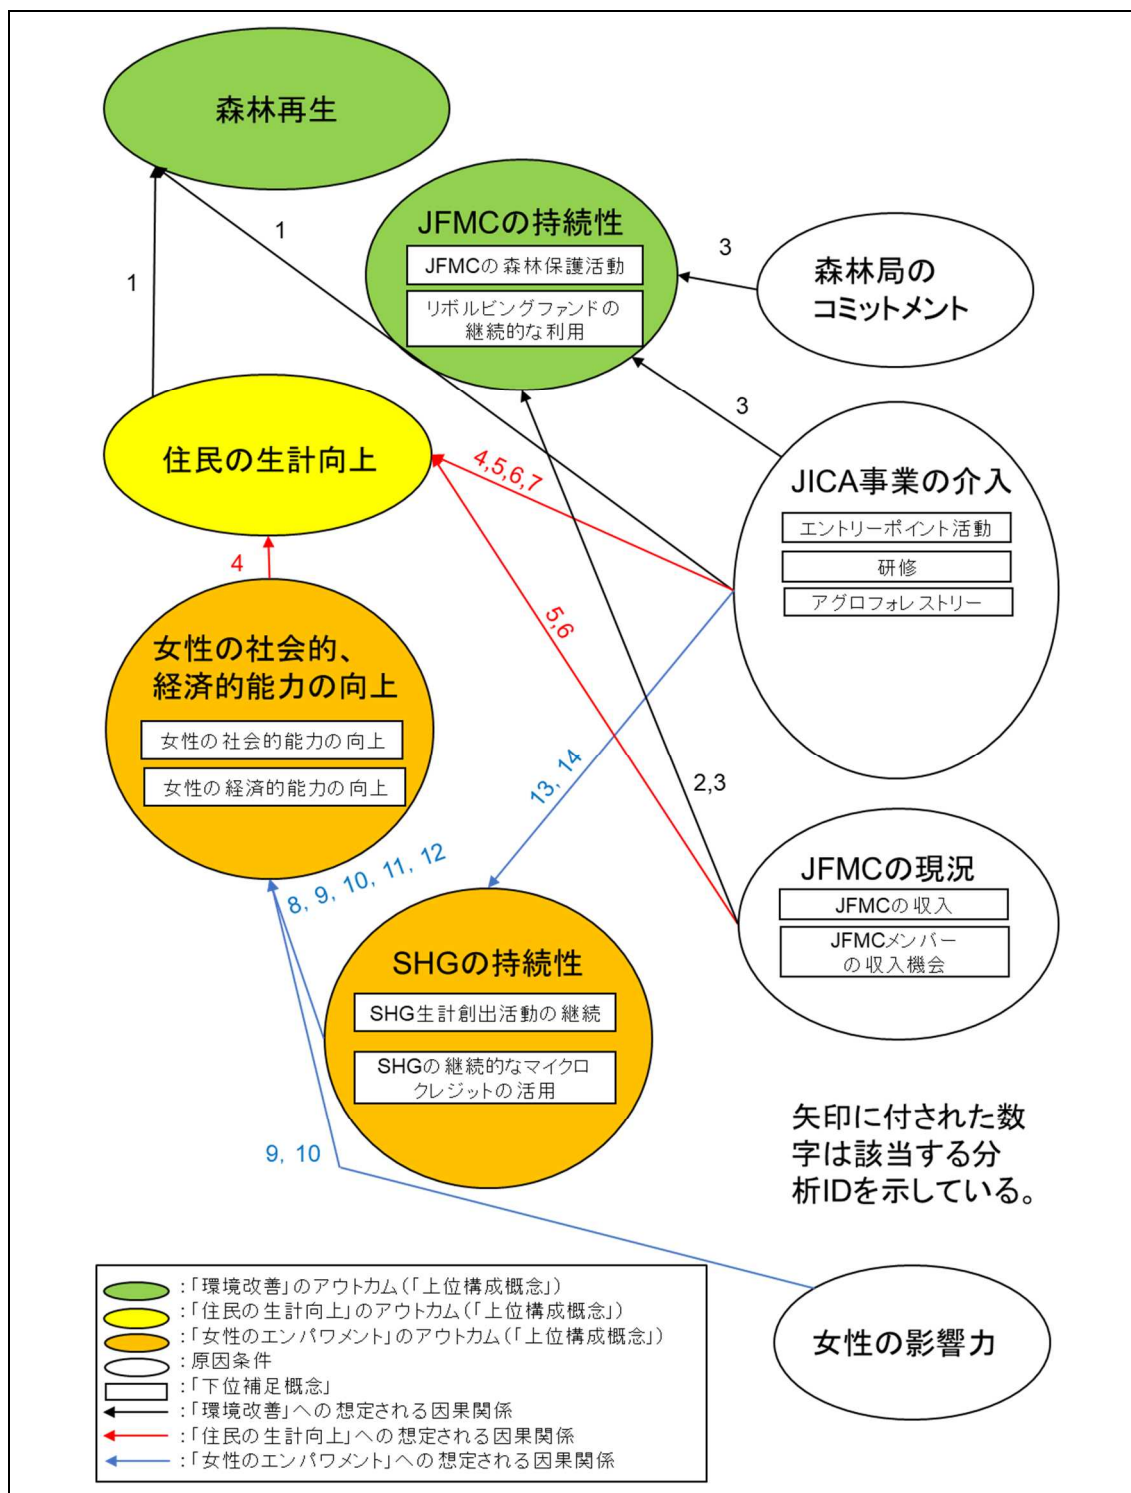 森林再生
1
1
JFMCの持続性
JFMCの森林保護活動
リボルビングファンドの
継続的な利用
3
森林局の
コミットメント
3
住民の生計向上
4,5,6,7
JICA事業の介入
エントリーポイント活動
研修
アグロフォレストリー
4
5,6
女性の社会的、
経済的能力の向上
女性の社会的能力の向上
女性の経済的能力の向上
13, 14
2,3
8, 9, 10, 11, 12
JFMCの現況
JFMCの収入
JFMCメンバー
の収入機会
SHGの持続性
SHG生計創出活動の継続
SHGの継続的なマイクロ
クレジットの活用
9, 10
矢印に付された数
字は該当する分
析IDを示している。
女性の影響力
:「環境改善」のアウトカム(「上位構成概念」)
:「住民の生計向上」のアウトカム(「上位構成概念」)
:「女性のエンパワメント」のアウトカム(「上位構成概念」)
:原因条件
:「下位補足概念」
:「環境改善」への想定される因果関係
:「住民の生計向上」への想定される因果関係
:「女性のエンパワメント」への想定される因果関係